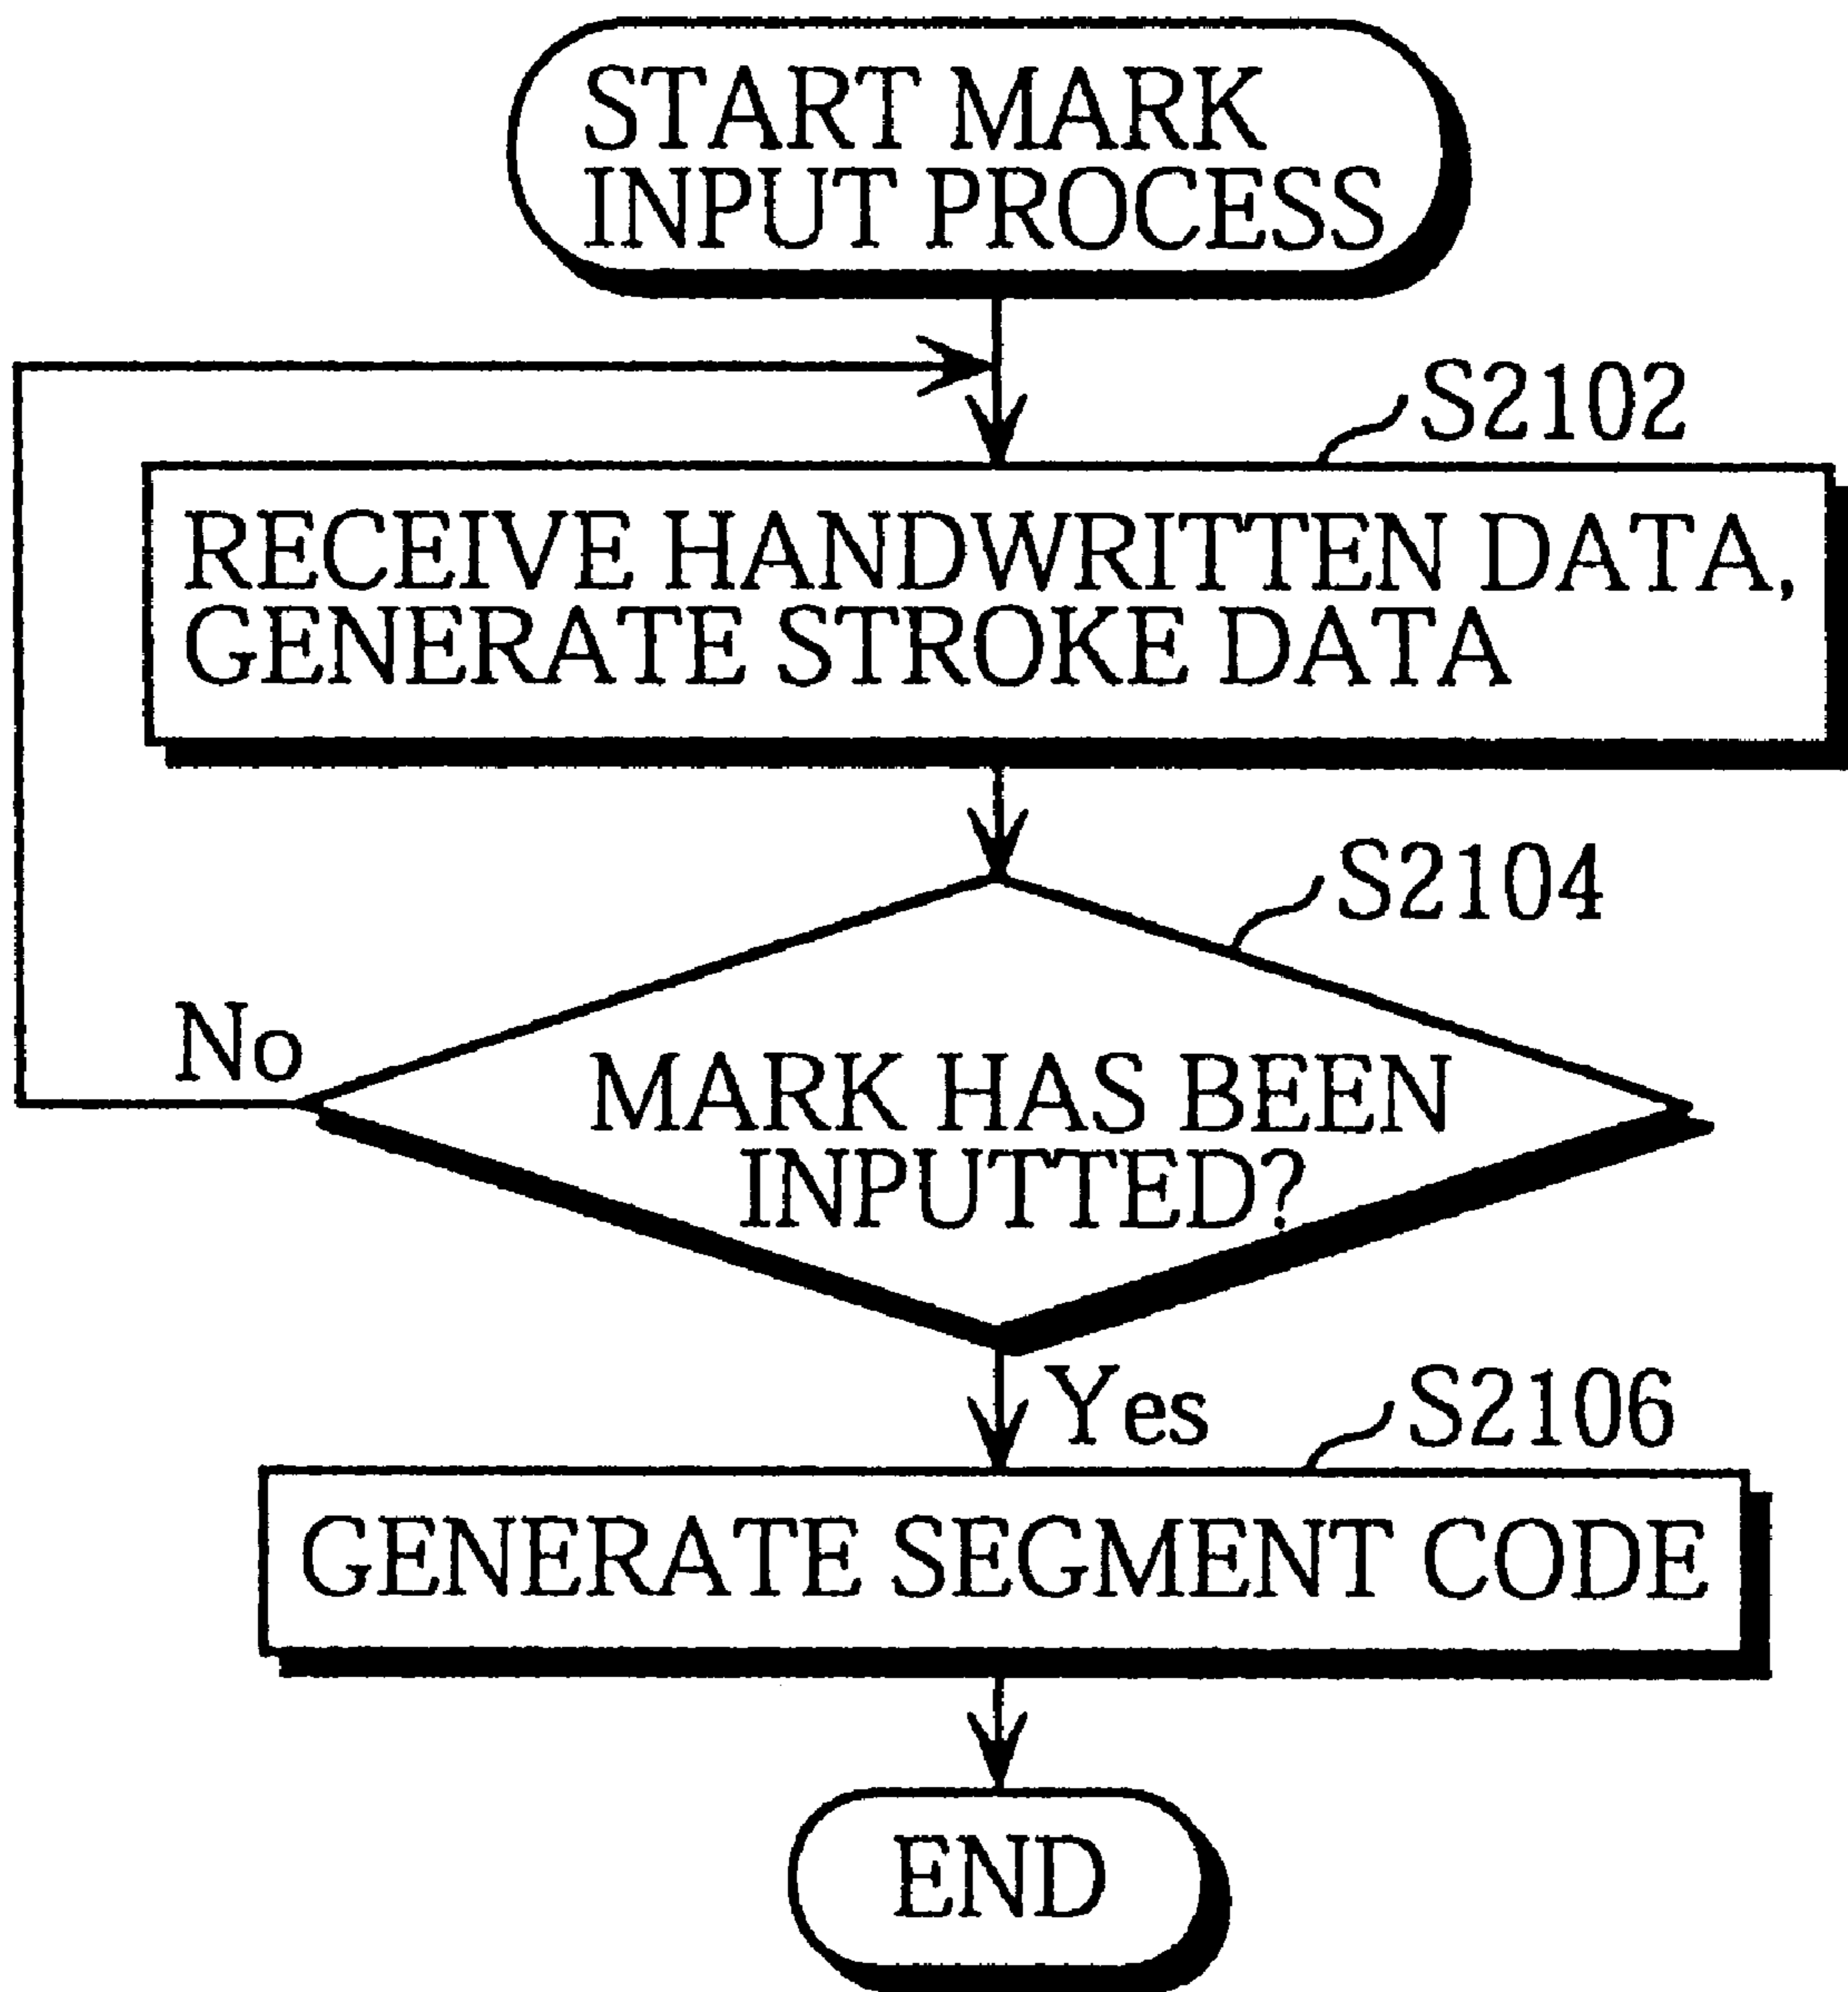 START MARK
INPUT PROCESS
S2102
RECEIVE HANDWRITTEN DATA,
GENERATE STROKE DATA
S2104
No
MARK HAS BEEN
INPUTTED?
Yes
S2106
GENERATE SEGMENT CODE
END